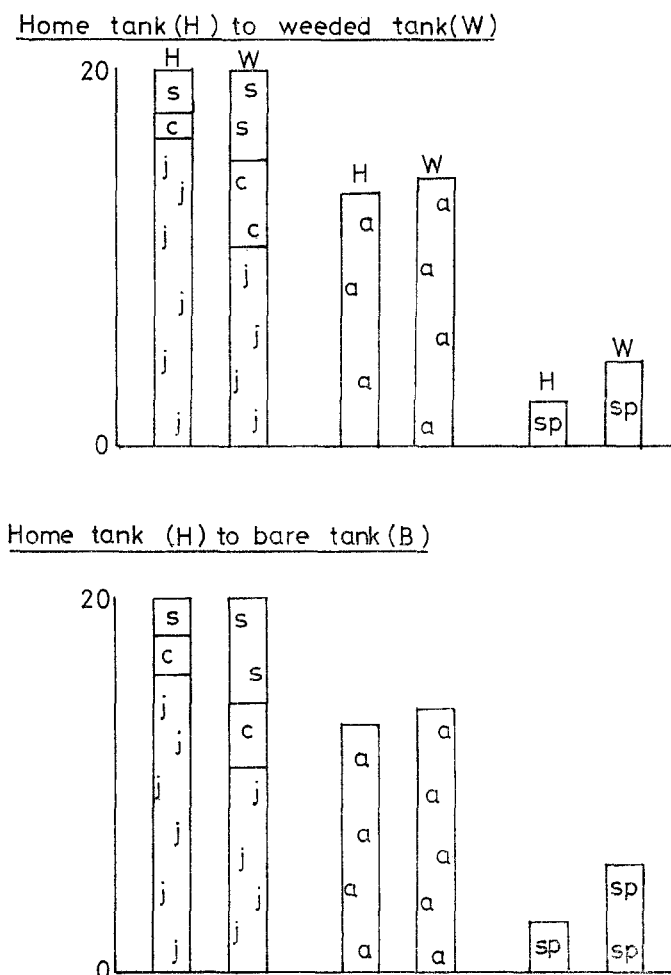 Home tank (H) to weeded tank (W)
H W
20 s s
c s
j c H W
j c a a
j j a a
j j a a H W
j j a sp sp
j j
0
Home tank (H) to bare tank (B)
20 s s
c s
j c
j j a a
j j a a
j j a a
j j a a sp sp
j a a sp
0